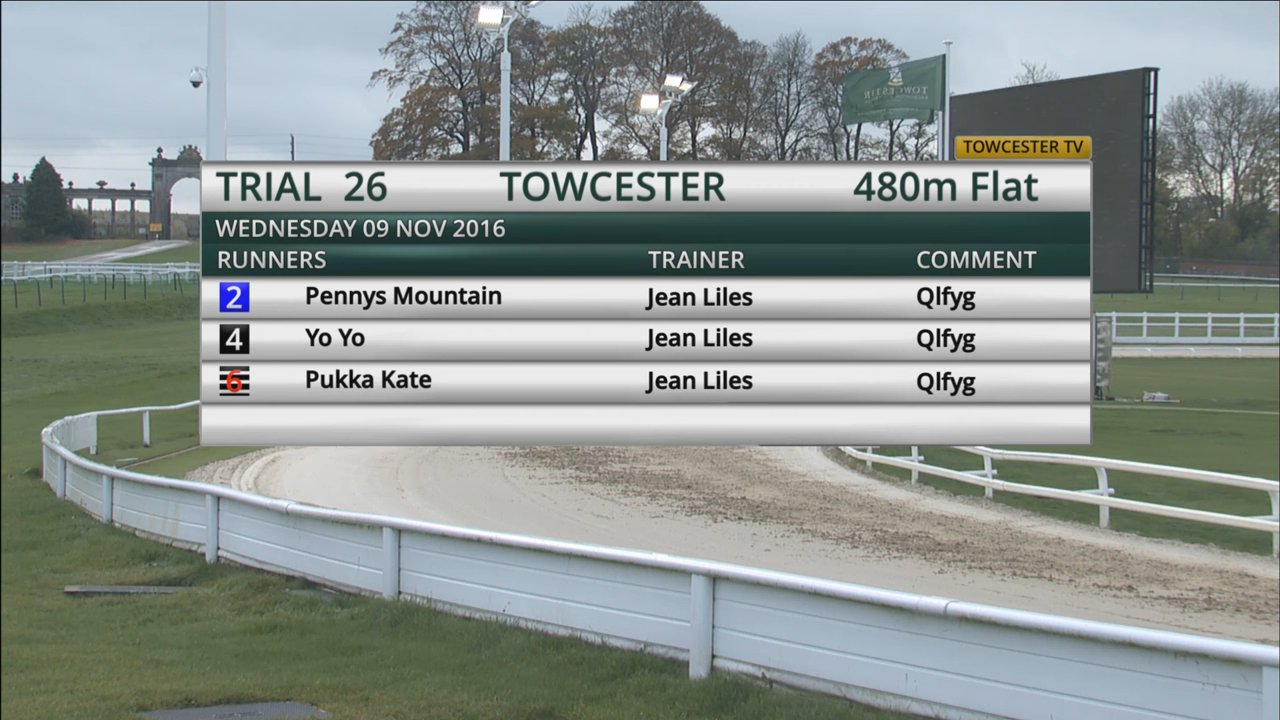 TOWCESTER
TOWCESTER TV
TRIAL 26 TOWCESTER 480m Flat
WEDNESDAY 09 NOV 2016
RUNNERS TRAINER COMMENT
2 Pennys Mountain Jean Liles Qlfyg
4 Yo Yo Jean Liles Qlfyg
6 Pukka Kate Jean Liles Qlfyg